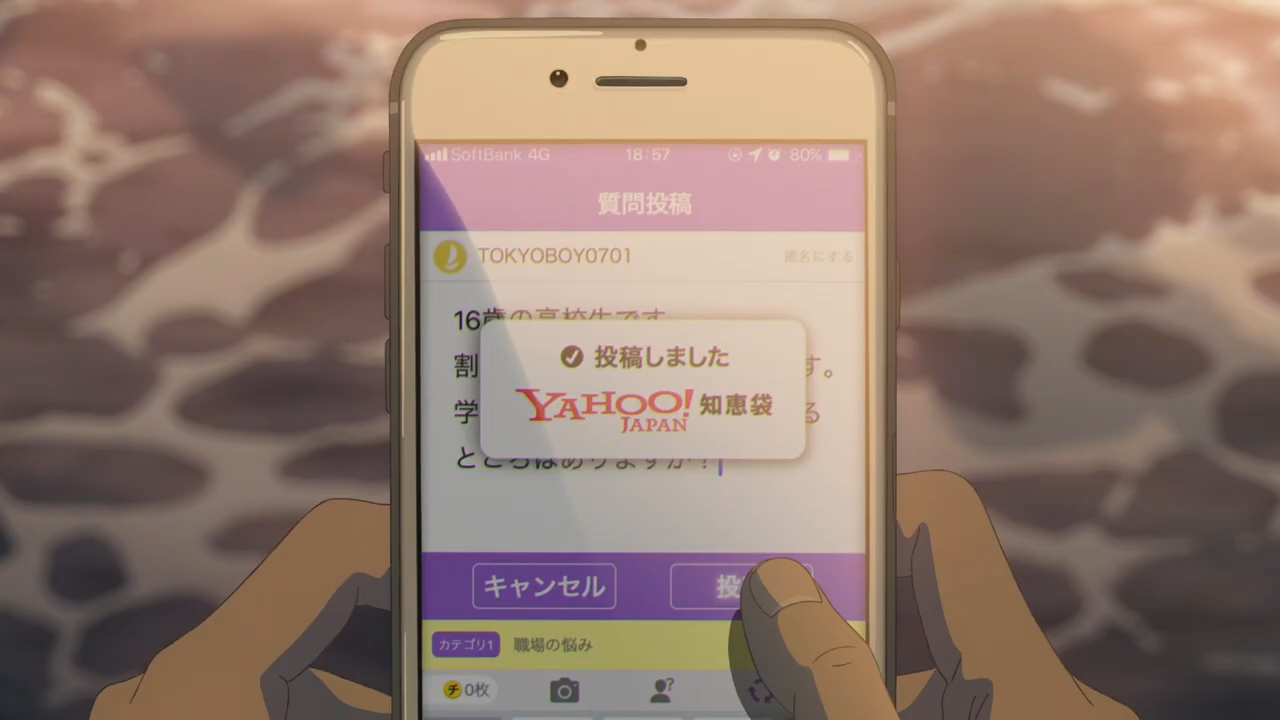 SoftBank 4G 18:57 80%
質問投稿
TOKYOBOY0701 匿名にする
16歳の高校生です
割 す。
学 る
ところはありますか?
投稿しました
YAHOO! JAPAN 知恵袋
キャンセル 投
カテゴリ1 職場の悩み
チ 0枚